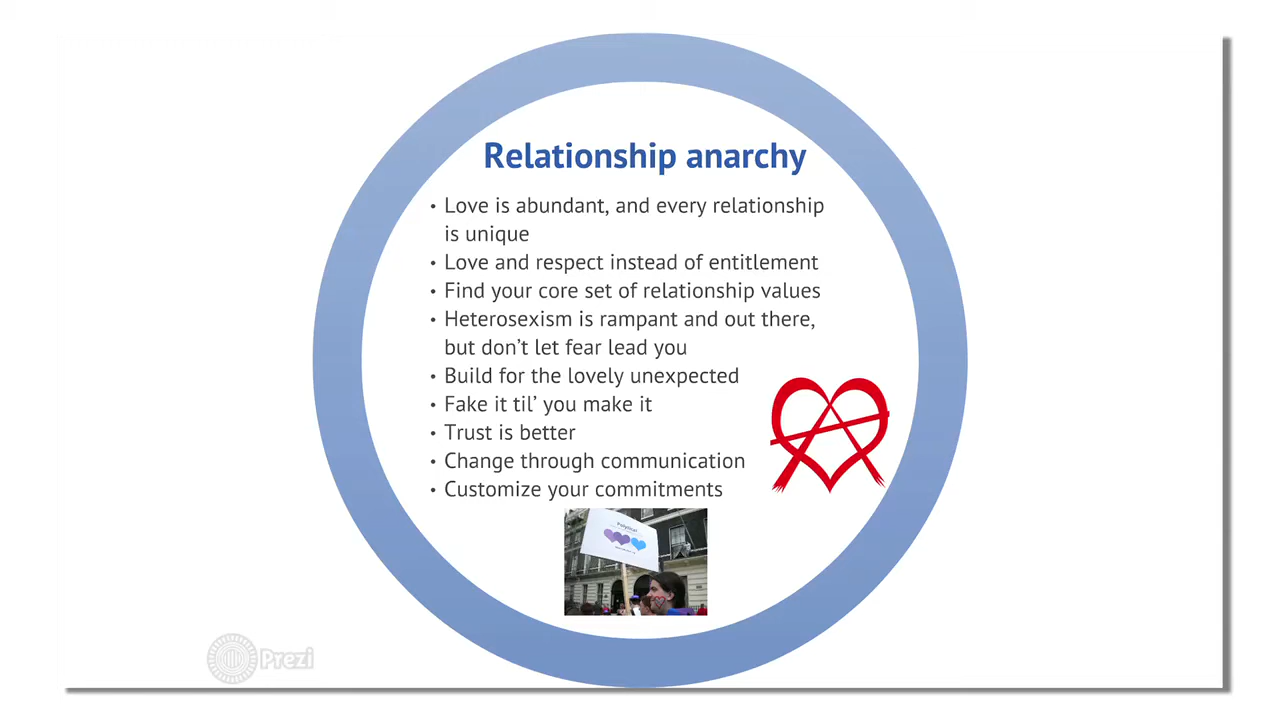 Relationship anarchy
• Love is abundant, and every relationship
is unique
• Love and respect instead of entitlement
• Find your core set of relationship values
• Heterosexism is rampant and out there,
but don't let fear lead you
• Build for the lovely unexpected
• Fake it til' you make it
• Trust is better
• Change through communication
• Customize your commitments
Prezi